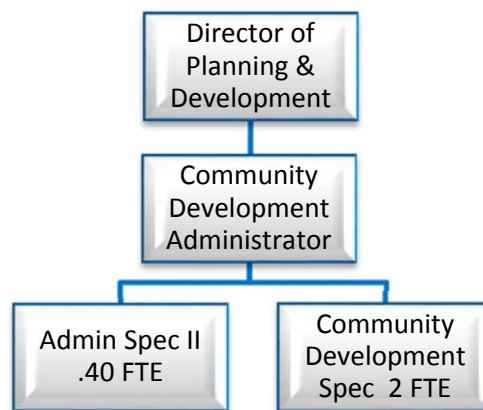 Director of
Planning &
Development
Community
Development
Administrator
Admin Spec II
.40 FTE
Community
Development
Spec 2 FTE